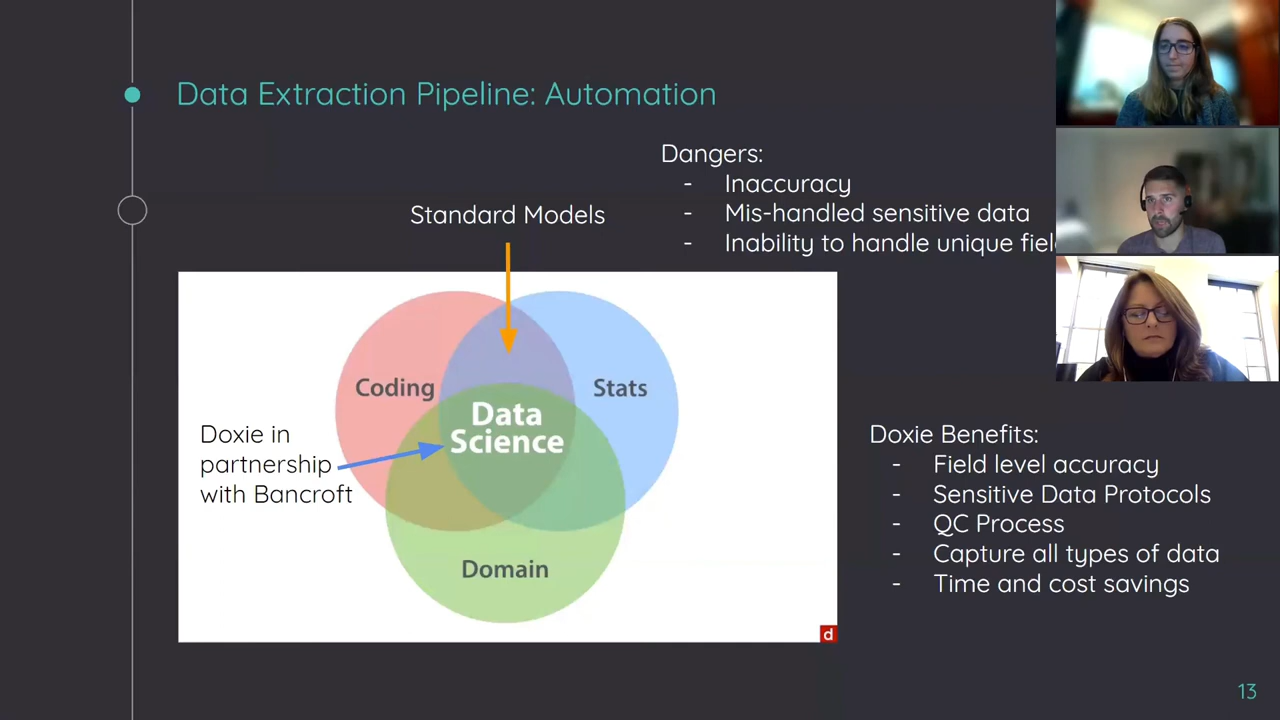 Data Extraction Pipeline: Automation
Dangers:
- Inaccuracy
- Mis-handled sensitive data
- Inability to handle unique
Standard Models
Coding
Stats
Data
Science
Domain
Doxie in
partnership
with Bancroft
Doxie Benefits:
- Field level accuracy
- Sensitive Data Protocols
- QC Process
- Capture all types of data
- Time and cost savings
d
13